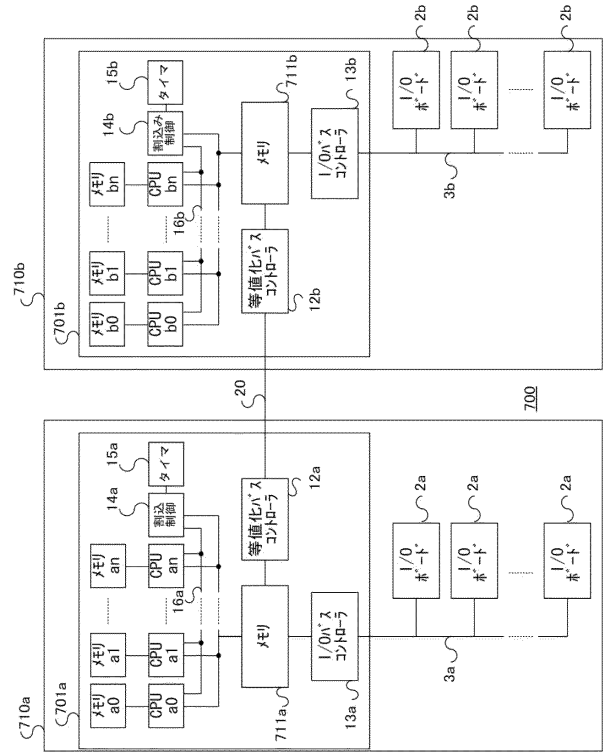 710a
701a
メモリ
a0
メモリ
a1
メモリ
an
CPU
a0
CPU
a1
CPU
an
16a
14a
割込
制御
15a
タイマ
メモリ
711a
等値化バス
コントローラ
12a
I/Oバス
コントローラ
13a
3a
I/O
ボード
2a
I/O
ボード
2a
I/O
ボード
2a
20
700
710b
701b
メモリ
b0
メモリ
b1
メモリ
bn
CPU
b0
CPU
b1
CPU
bn
16b
14b
割込み
制御
15b
タイマ
メモリ
711b
等値化バス
コントローラ
12b
I/Oバス
コントローラ
13b
3b
I/O
ボード
2b
I/O
ボード
2b
I/O
ボード
2b